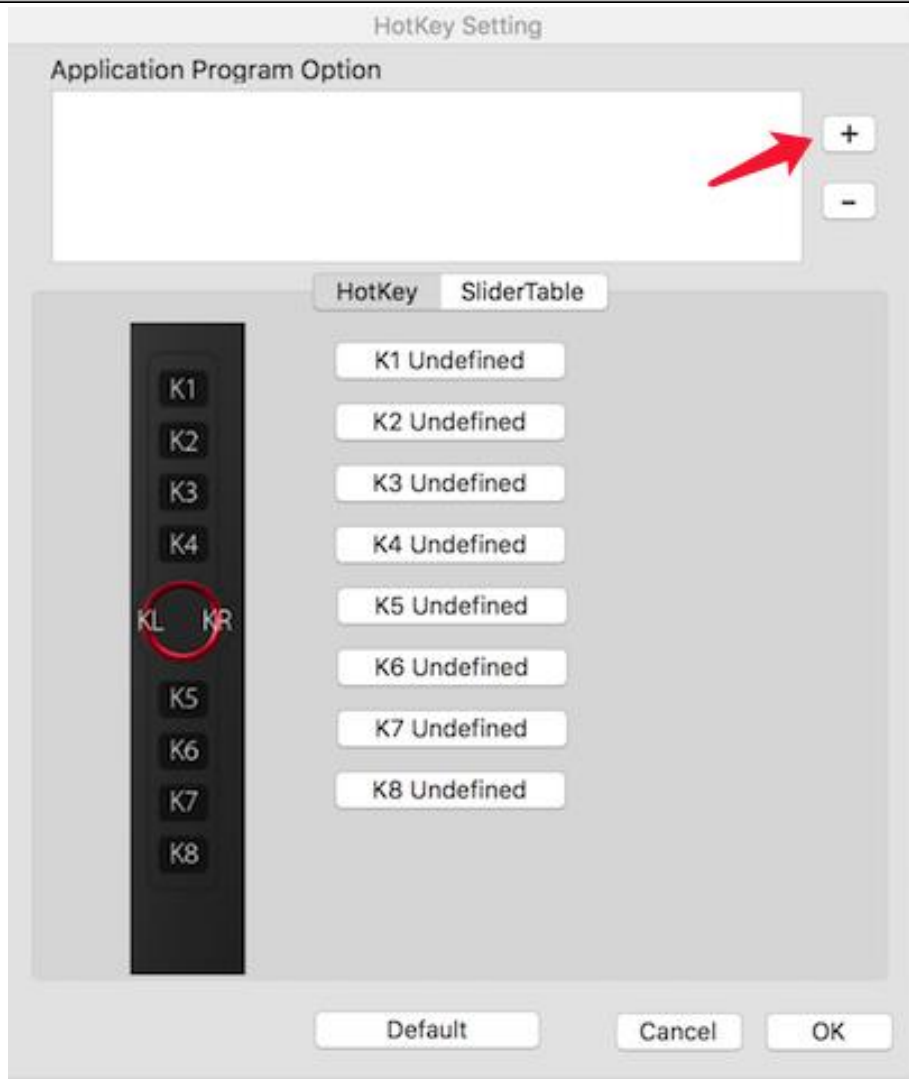 HotKey Setting
Application Program Option
+
-
HotKey SliderTable
K1
K2
K3
K4
KL KR
K5
K6
K7
K8
K1 Undefined
K2 Undefined
K3 Undefined
K4 Undefined
K5 Undefined
K6 Undefined
K7 Undefined
K8 Undefined
Default Cancel OK